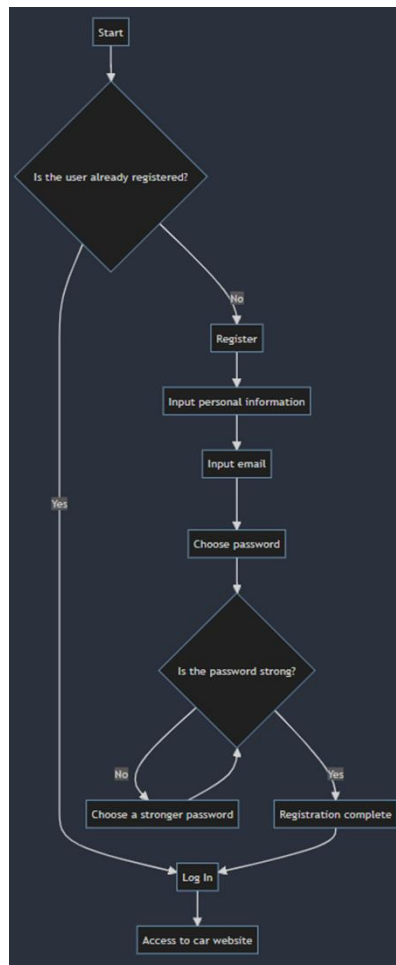 Start
Is the user already registered?
No
Register
Input personal information
Input email
Yes
Choose password
Is the password strong?
No
Yes
Choose a stronger password
Registration complete
Log In
Access to car website